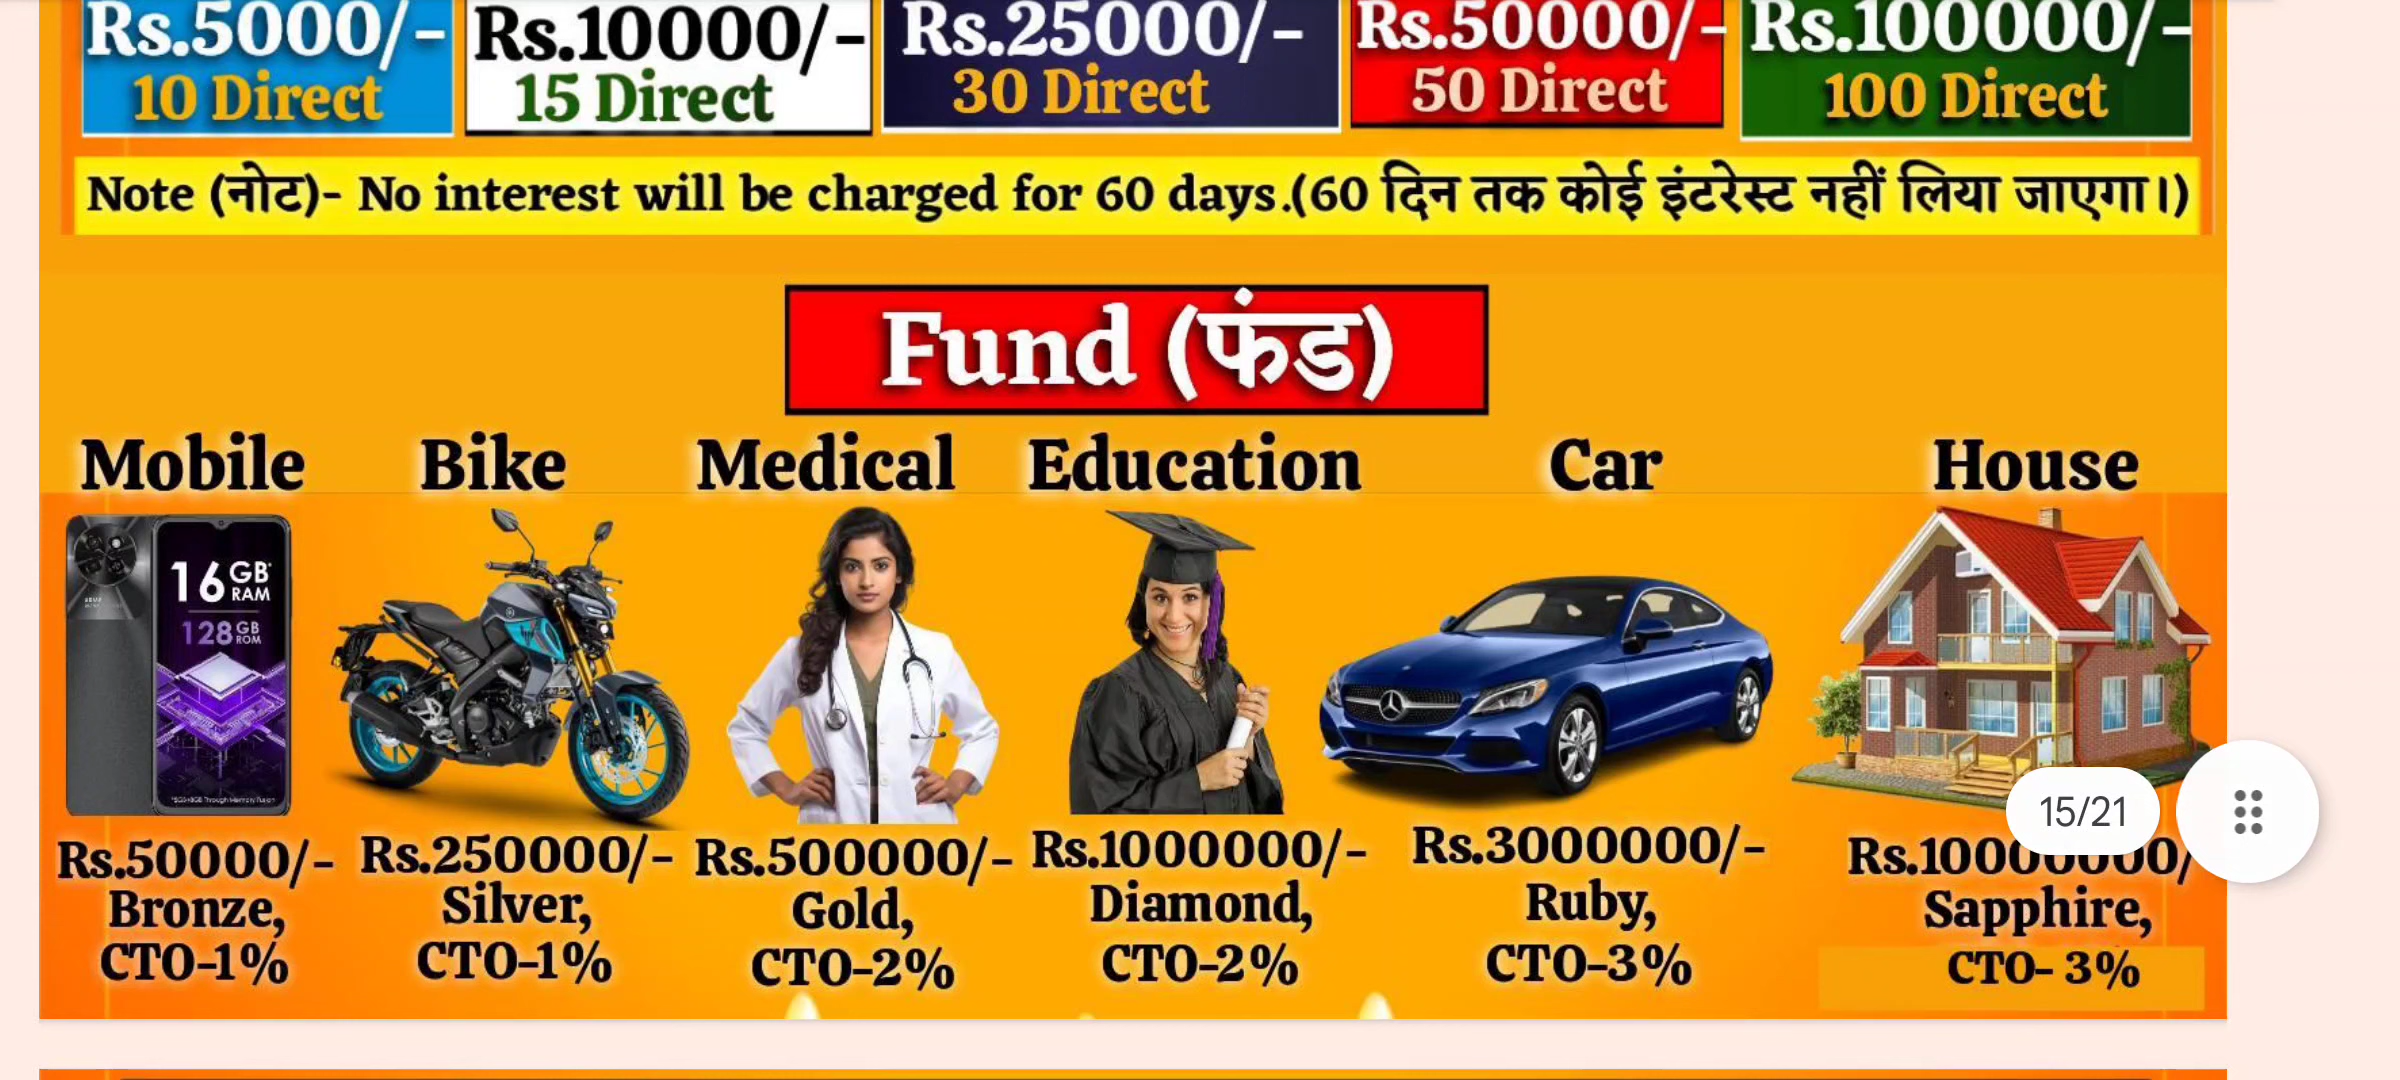 Rs.5000/- Rs.10000/- Rs.25000/- Rs.50000/- Rs.100000/-
10 Direct 15 Direct 30 Direct 50 Direct 100 Direct
Note (नोट)- No interest will be charged for 60 days.(60 दिन तक कोई इंटरेस्ट नहीं लिया जाएगा।)
Fund (फंड)
Mobile Bike Medical Education Car House
16 GB RAM
128 GB ROM
15/21
Rs.50000/- Rs.250000/- Rs.500000/- Rs.1000000/- Rs.3000000/-
Bronze, Silver, Gold, Diamond, Ruby, Sapphire,
CTO-1% CTO-1% CTO-2% CTO-2% CTO-3% CTO- 3%